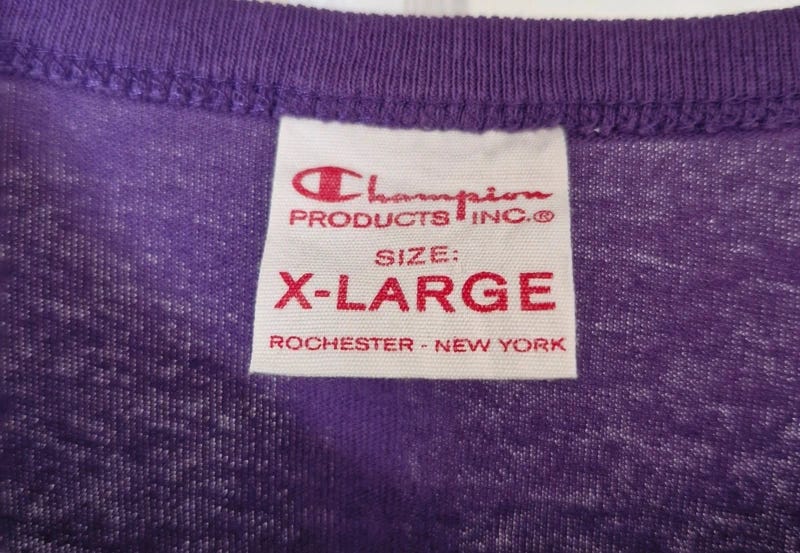 Champion
PRODUCTS INC.®
SIZE:
X-LARGE
ROCHESTER - NEW YORK